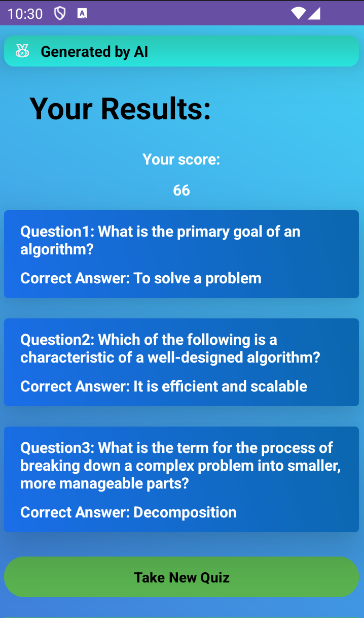 10:30
Generated by AI
Your Results:
Your score:
66
Question1: What is the primary goal of an
algorithm?
Correct Answer: To solve a problem
Question2: Which of the following is a
characteristic of a well-designed algorithm?
Correct Answer: It is efficient and scalable
Question3: What is the term for the process of
breaking down a complex problem into smaller,
more manageable parts?
Correct Answer: Decomposition
Take New Quiz